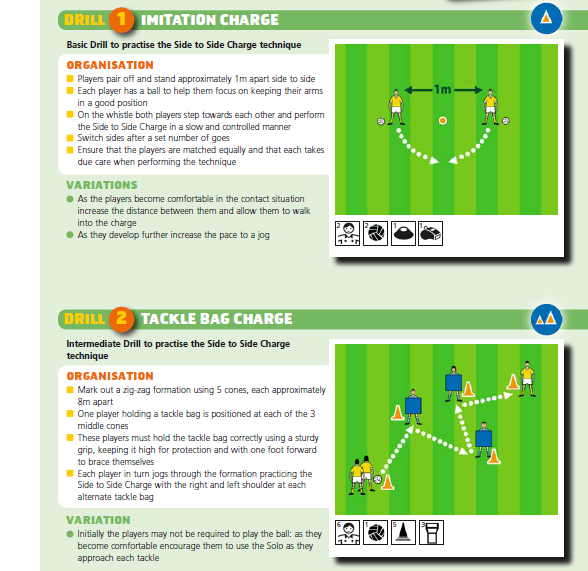 DRILL 1 IMITATION CHARGE
Basic Drill to practise the Side to Side Charge technique
ORGANISATION
Players pair off and stand approximately 1m apart side to side
Each player has a ball to help them focus on keeping their arms
in a good position
On the whistle both players step towards each other and perform
the Side to Side Charge in a slow and controlled manner
Switch sides after a set number of goes
Ensure that the players are matched equally and that each takes
due care when performing the technique
VARIATIONS
As the players become comfortable in the contact situation
increase the distance between them and allow them to walk
into the charge
As they develop further increase the pace to a jog
1m
2 2 1 1
DRILL 2 TACKLE BAG CHARGE
Intermediate Drill to practise the Side to Side Charge
technique
ORGANISATION
Mark out a zig-zag formation using 5 cones, each approximately
8m apart
One player holding a tackle bag is positioned at each of the 3
middle cones
These players must hold the tackle bag correctly using a sturdy
grip, keeping it high for protection and with one foot forward
to brace themselves
Each player in turn jogs through the formation practicing the
Side to Side Charge with the right and left shoulder at each
alternate tackle bag
VARIATION
Initially the players may not be required to play the ball: as they
become comfortable encourage them to use the Solo as they
approach each tackle
6 1 5 3